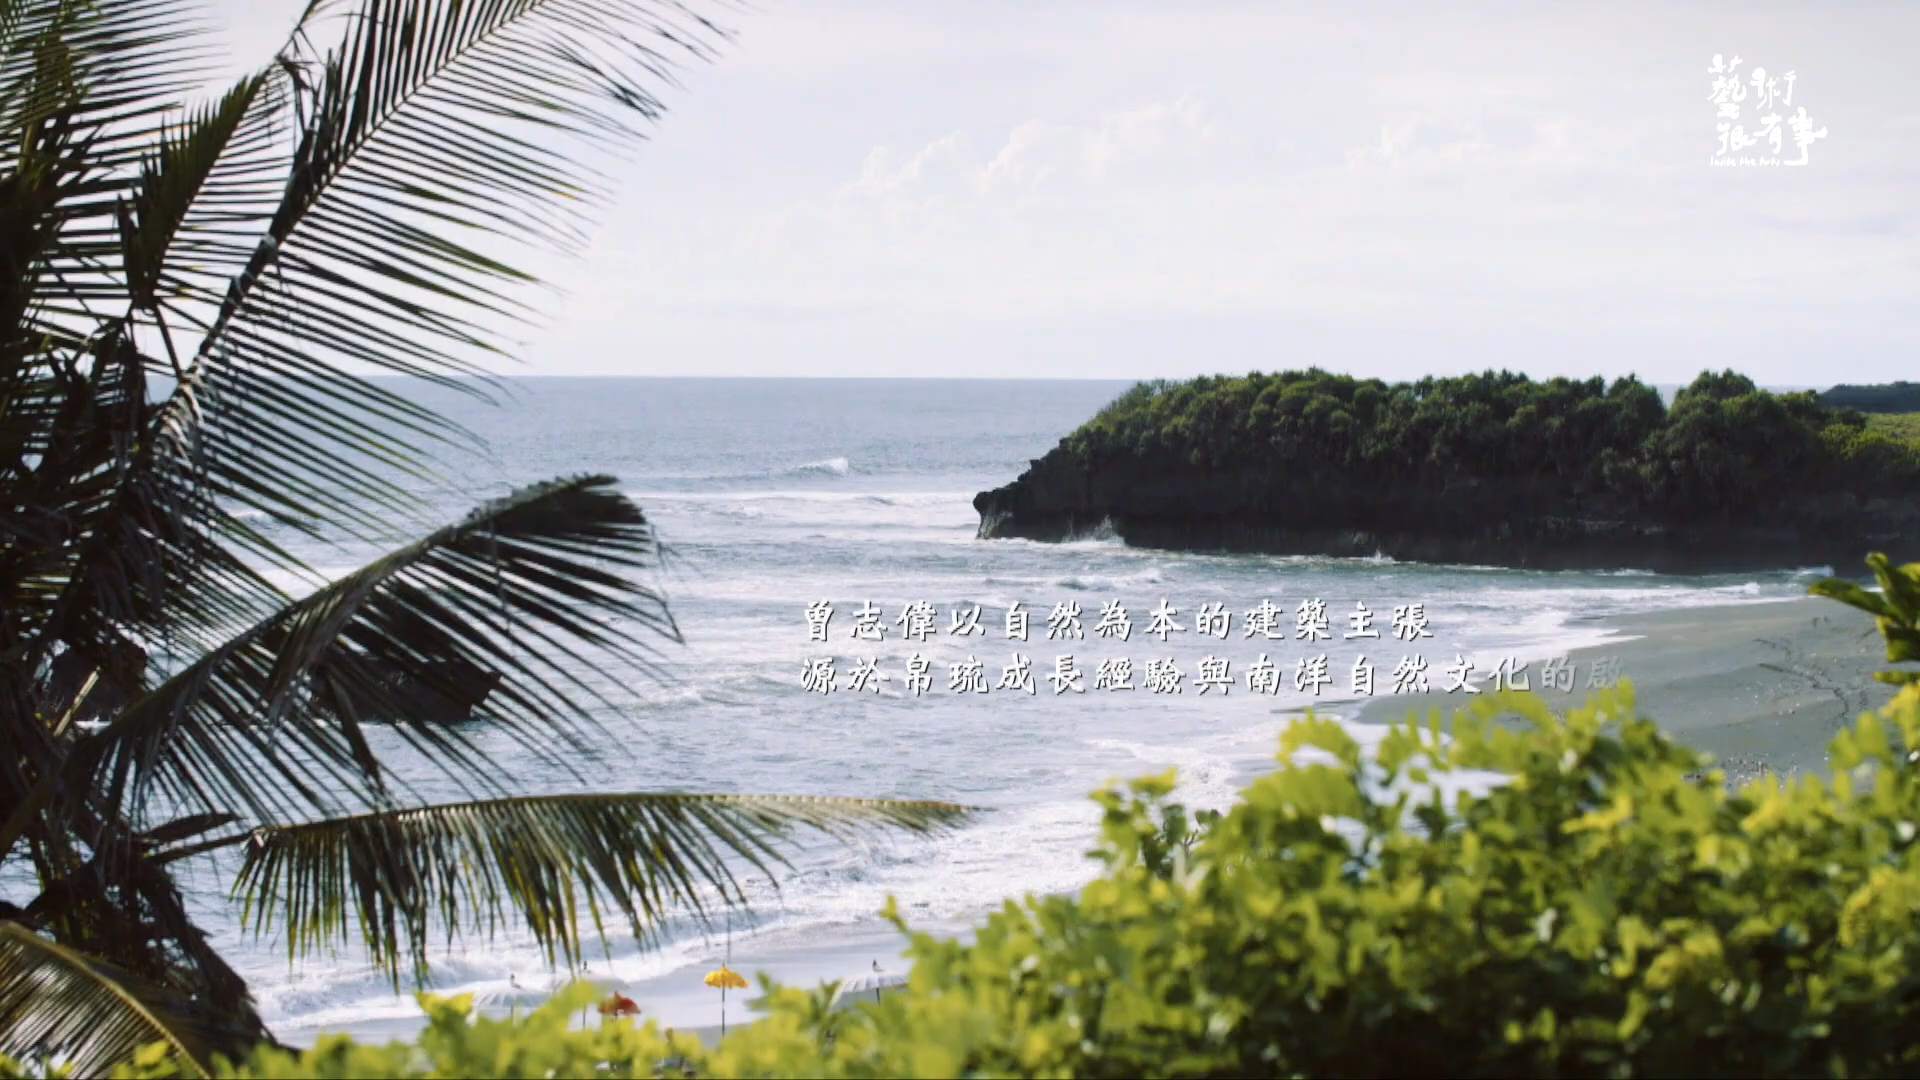 藝術
很有事
Inside the Arts
曾志偉以自然為本的建築主張
源於帛琉成長經驗與南洋自然文化的啟